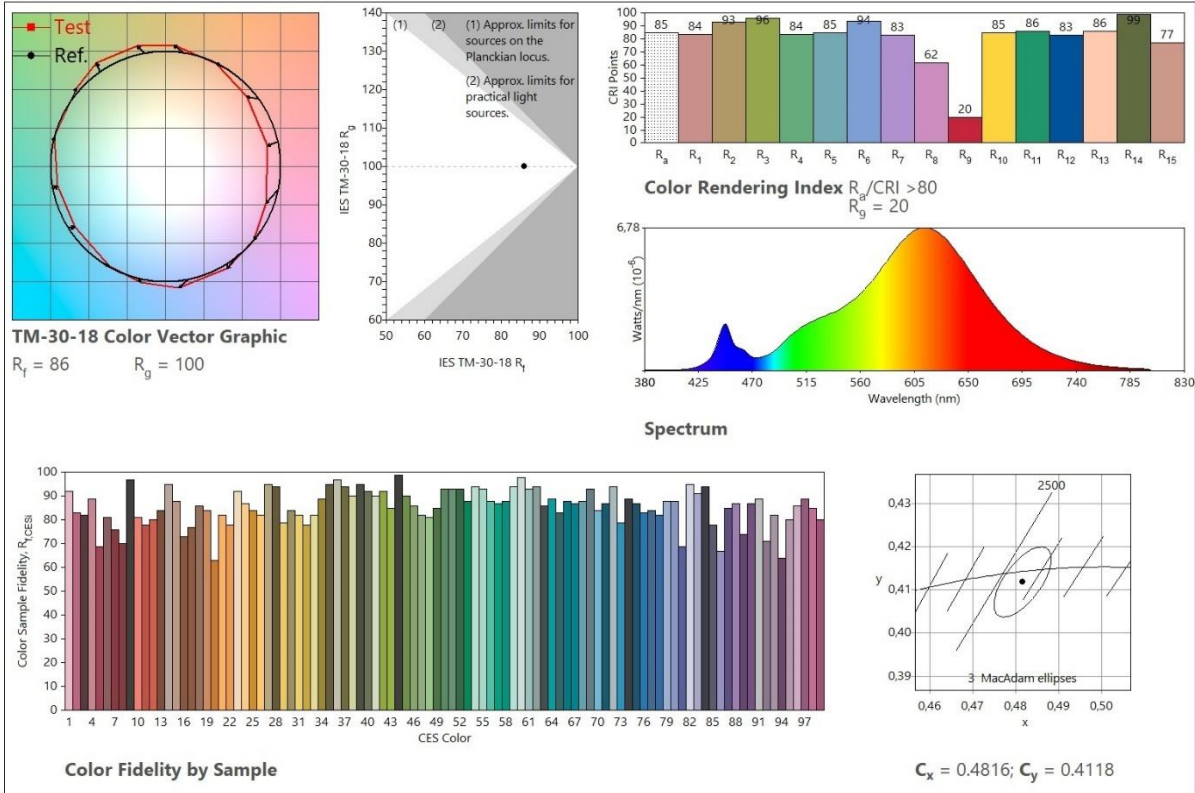 Test
Ref.
TM-30-18 Color Vector Graphic
Rf = 86 Rg = 100
140
130
120
110
100
90
80
70
60
IES TM-30-18 Rg
(1) (2) (1) Approx. limits for
sources on the
Planckian locus.
(2) Approx. limits for
practical light
sources.
50 60 70 80 90 100
IES TM-30-18 Rf
100
90
80
70
60
50
40
30
20
10
0
CRI Points
85 84 93 96 84 85 94 83 62 20 85 86 83 86 99 77
Ra R1 R2 R3 R4 R5 R6 R7 R8 R9 R10 R11 R12 R13 R14 R15
Color Rendering Index Ra/CRI >80
R9 = 20
6,78
Watts/nm (10-6)
380 425 470 515 560 605 650 695 740 785 830
Wavelength (nm)
Spectrum
100
90
80
70
60
50
40
30
20
10
0
Color Sample Fidelity, Rf,CESi
1 4 7 10 13 16 19 22 25 28 31 34 37 40 43 46 49 52 55 58 61 64 67 70 73 76 79 82 85 88 91 94 97
CES Color
Color Fidelity by Sample
2500
0,43
0,42
y
0,41
0,40
0,39
3 MacAdam ellipses
0,46 0,47 0,48 0,49 0,50
x
Cx = 0.4816; Cy = 0.4118